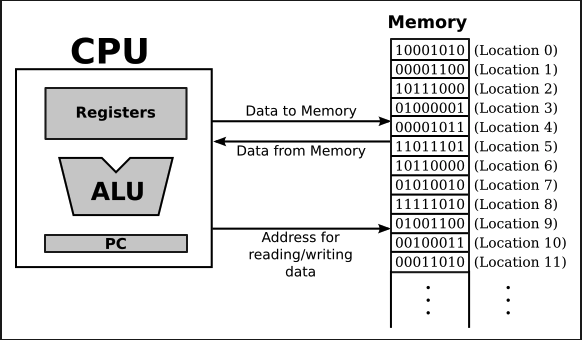 Memory
CPU
10001010 (Location 0)
00001100 (Location 1)
10111000 (Location 2)
01000001 (Location 3)
00001011 (Location 4)
11011101 (Location 5)
10110000 (Location 6)
01010010 (Location 7)
11111010 (Location 8)
01001100 (Location 9)
00100011 (Location 10)
00011010 (Location 11)
Registers
ALU
PC
Data to Memory
Data from Memory
Address for
reading/writing
data